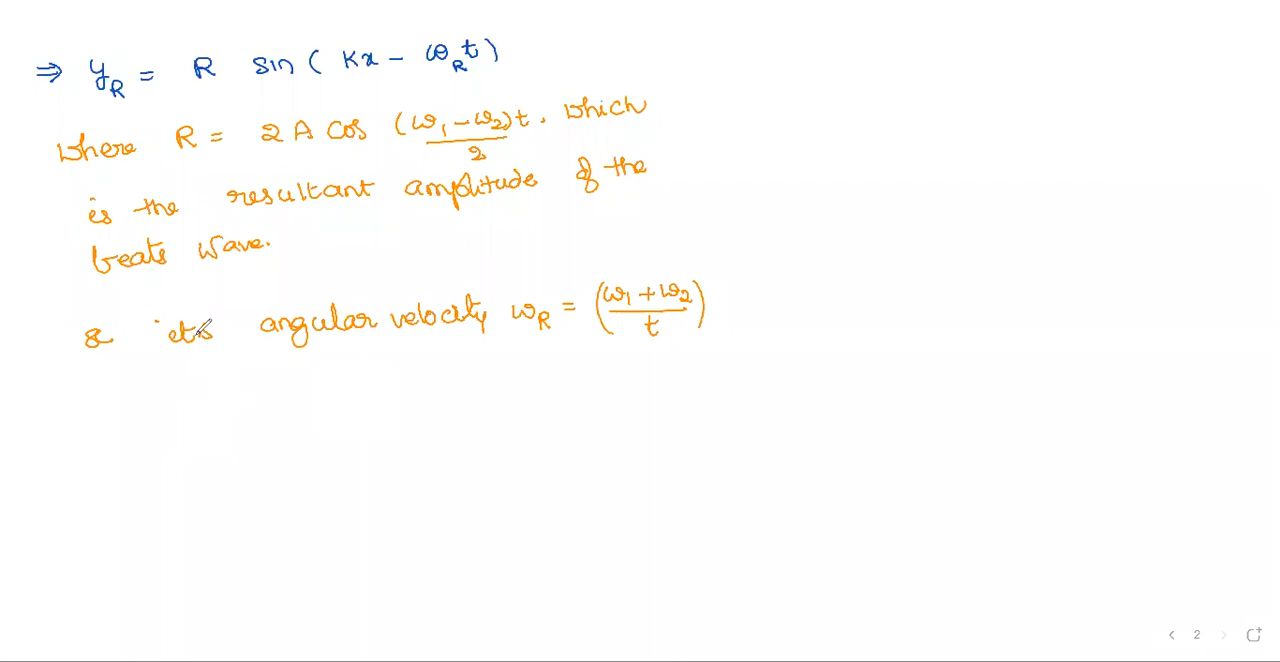 ⇒ y_R = R sin( Kx - ω_R t)
where R = 2 A cos (ω₁ - ω₂)t/2, which
is the resultant amplitude of the
beats wave.
& its angular velocity ω_R = ((ω₁ + ω₂)/t)
2